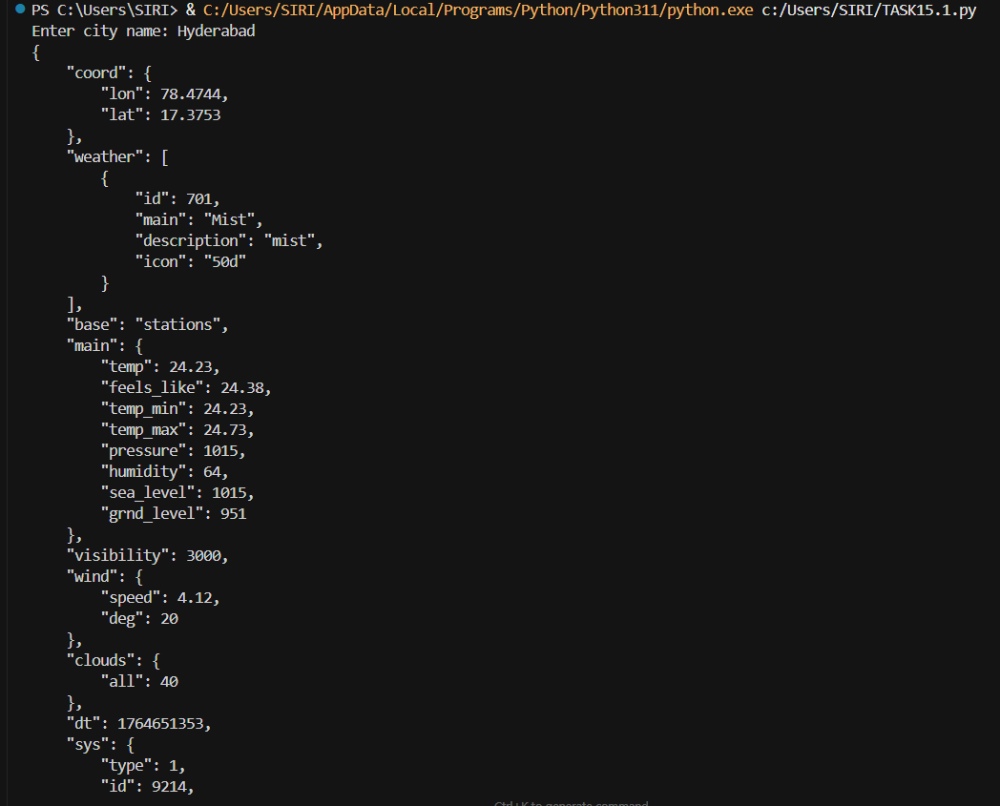 PS C:\Users\SIRI> & C:/Users/SIRI/AppData/Local/Programs/Python/Python311/python.exe c:/Users/SIRI/TASK15.1.py
Enter city name: Hyderabad
{
    "coord": {
        "lon": 78.4744,
        "lat": 17.3753
    },
    "weather": [
        {
            "id": 701,
            "main": "Mist",
            "description": "mist",
            "icon": "50d"
        }
    ],
    "base": "stations",
    "main": {
        "temp": 24.23,
        "feels_like": 24.38,
        "temp_min": 24.23,
        "temp_max": 24.73,
        "pressure": 1015,
        "humidity": 64,
        "sea_level": 1015,
        "grnd_level": 951
    },
    "visibility": 3000,
    "wind": {
        "speed": 4.12,
        "deg": 20
    },
    "clouds": {
        "all": 40
    },
    "dt": 1764651353,
    "sys": {
        "type": 1,
        "id": 9214,
Ctrl+K to generate command